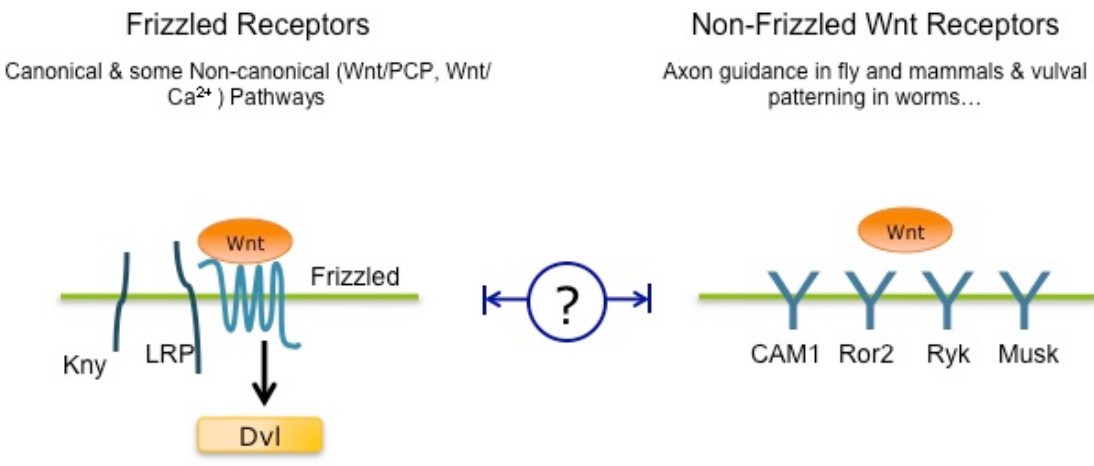 Frizzled Receptors
Canonical & some Non-canonical (Wnt/PCP, Wnt/
Ca²⁺ ) Pathways
Non-Frizzled Wnt Receptors
Axon guidance in fly and mammals & vulval
patterning in worms...
Wnt
Frizzled
Kny
LRP
Dvl
?
Wnt
CAM1
Ror2
Ryk
Musk